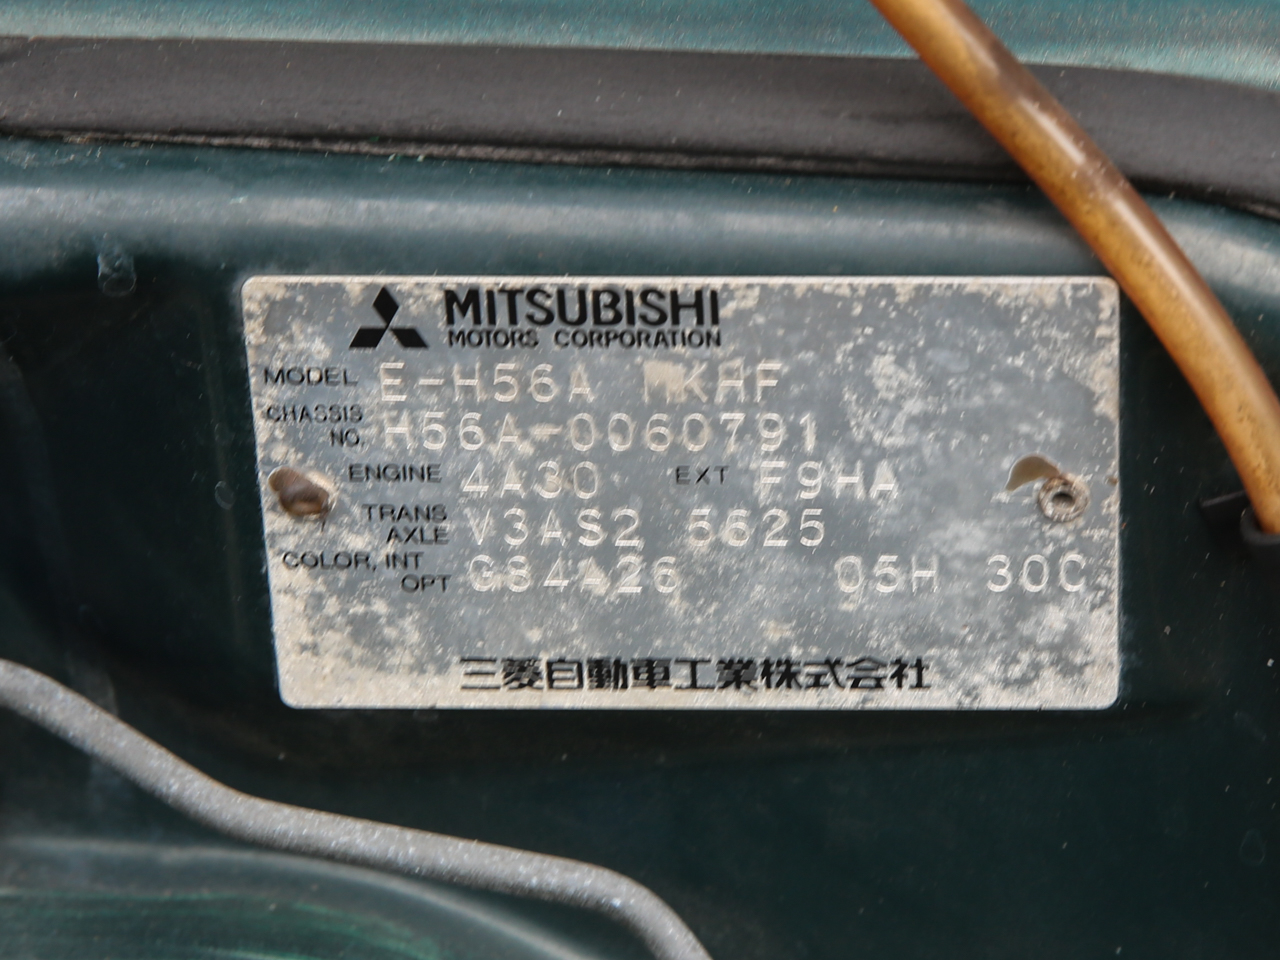 MITSUBISHI
MOTORS CORPORATION
MODEL E-H56A MKHF
CHASSIS NO. H56A-0060791
ENGINE 4A30 EXT F9HA
TRANS AXLE V3AS2 5625
COLOR, INT OPT G84A26 05H 30C
三菱自動車工業株式会社